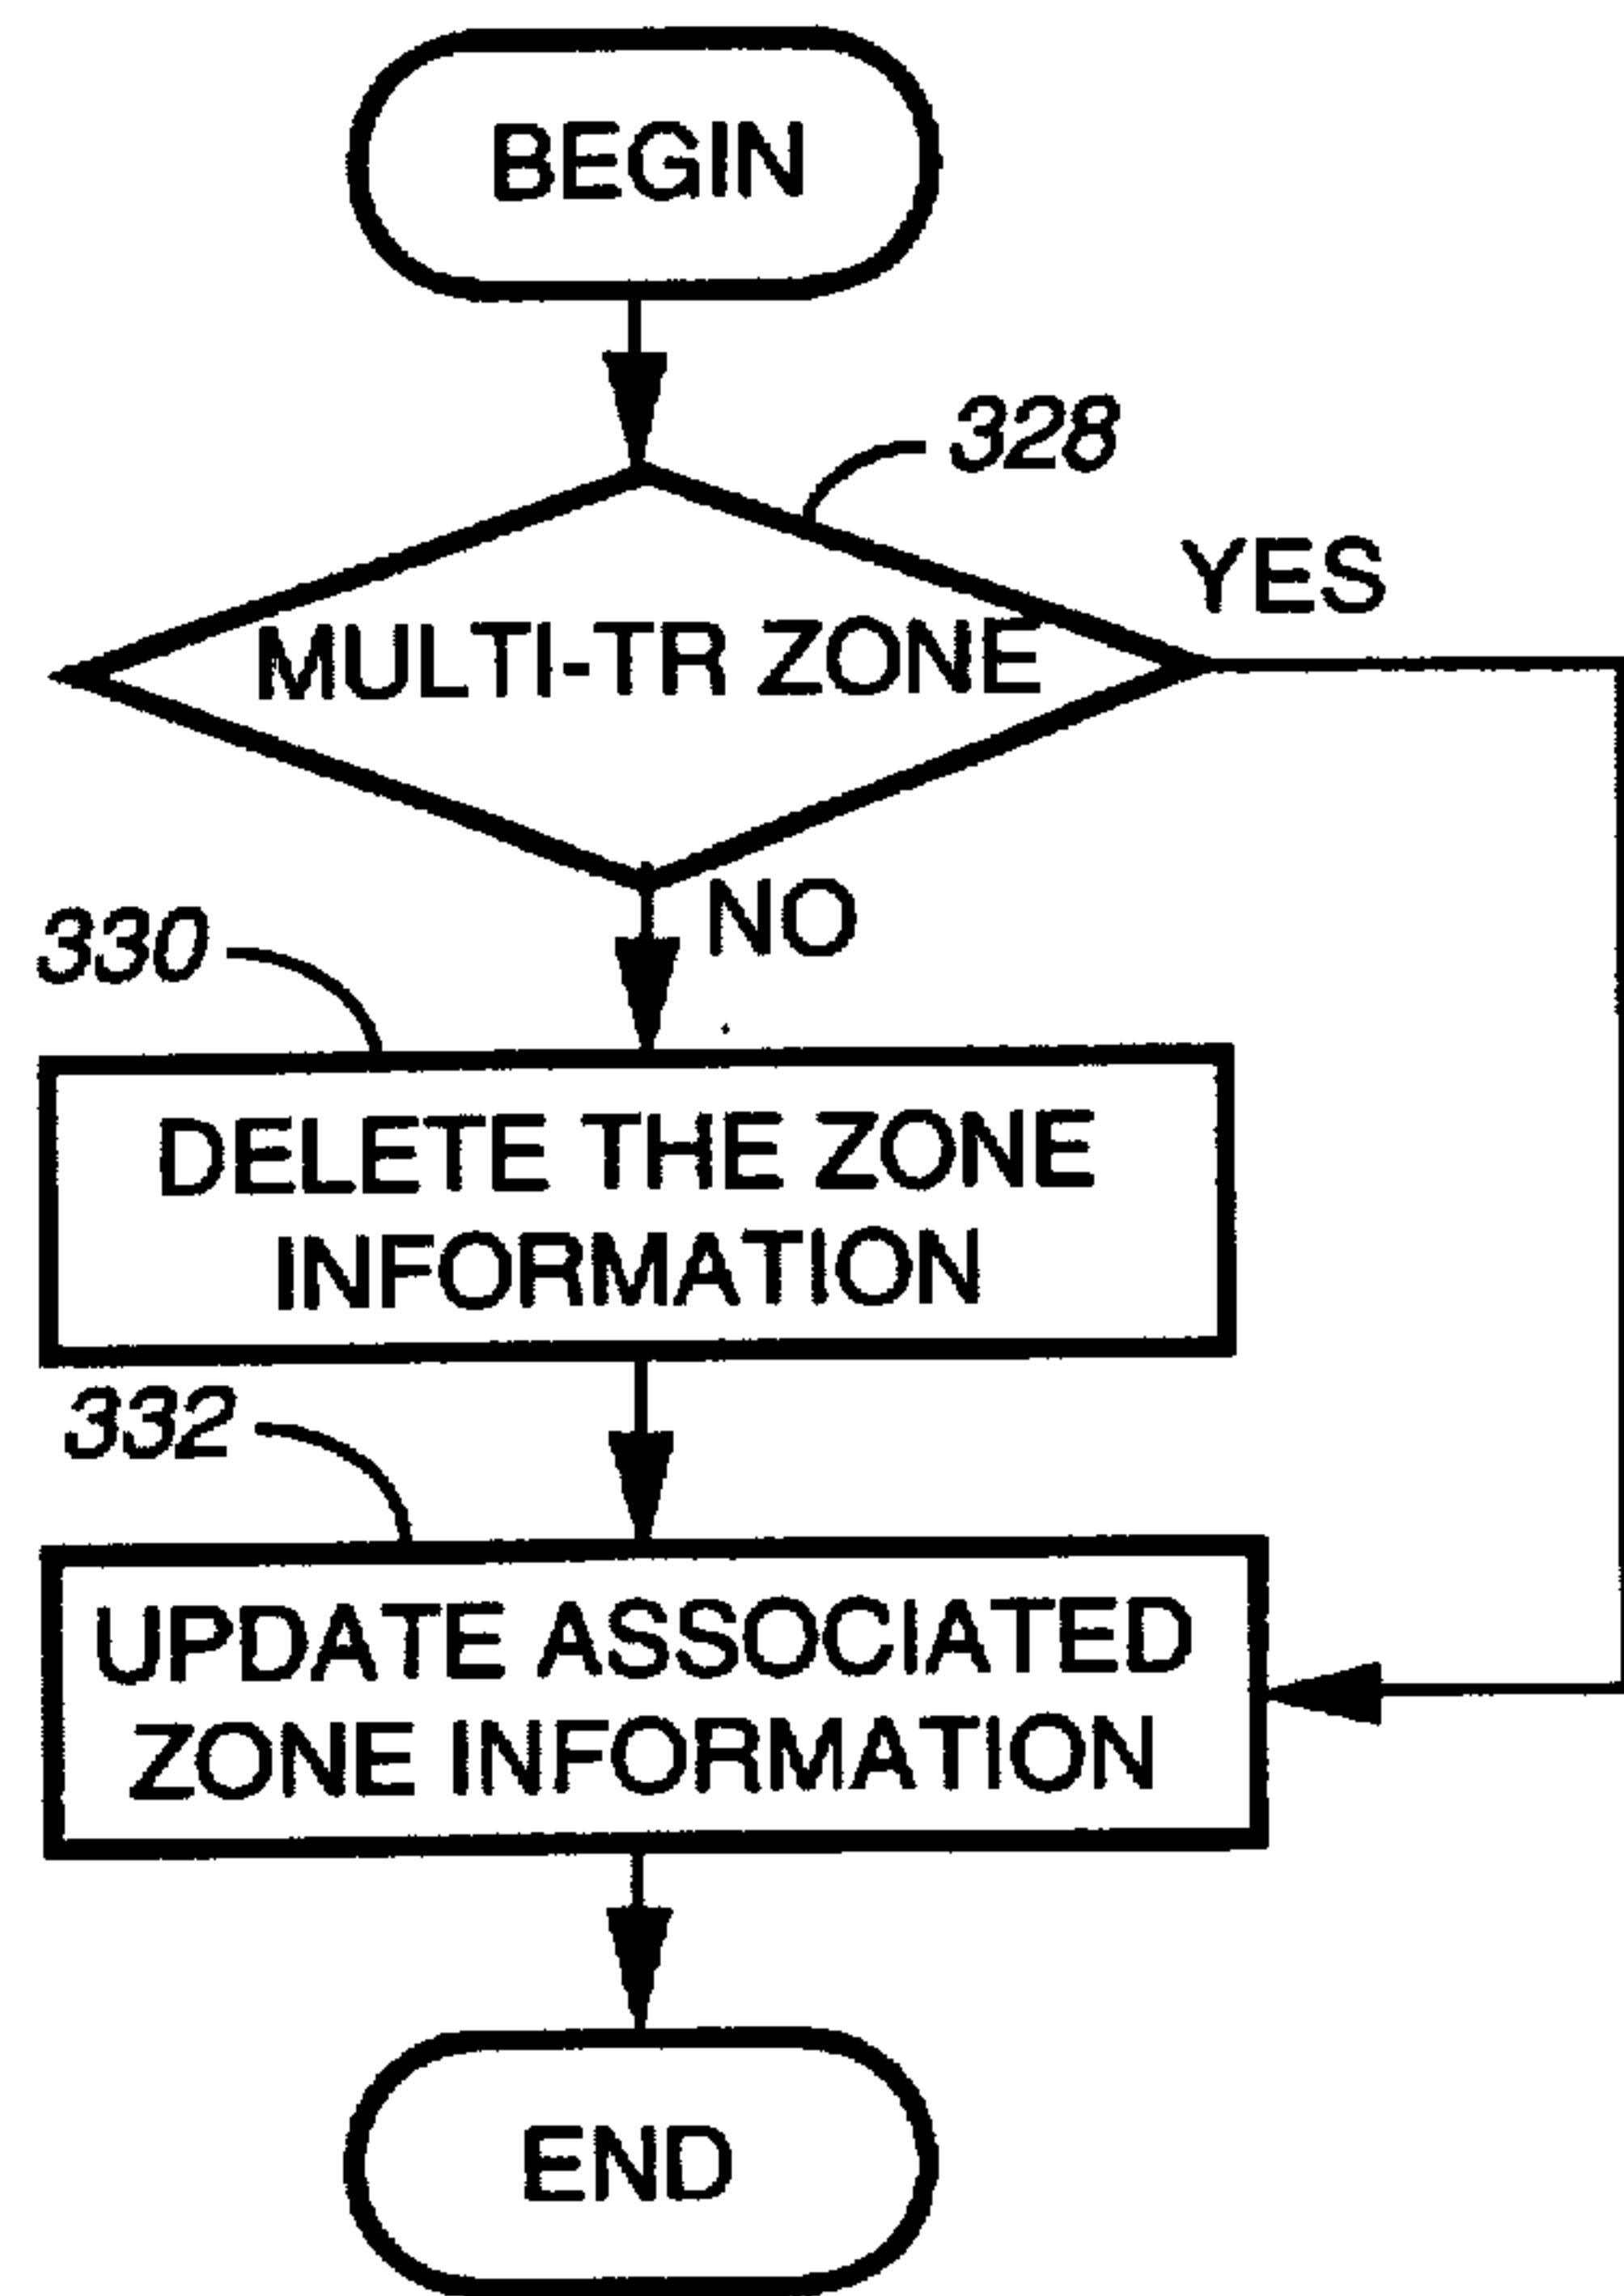 BEGIN
328
MULTI-TR ZONE
YES
NO
330
DELETE THE ZONE
INFORMATION
332
UPDATE ASSOCIATED
ZONE INFORMATION
END